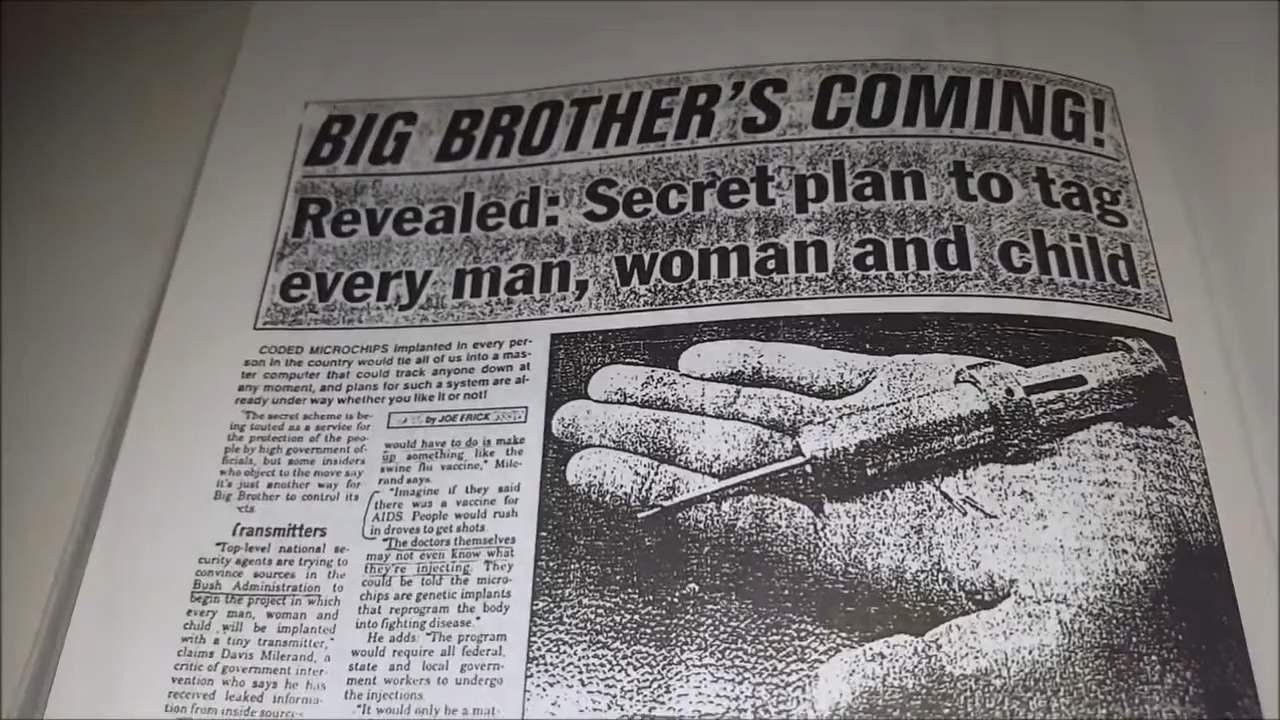 BIG BROTHER'S COMING!
Revealed: Secret plan to tag
every man, woman and child
CODED MICROCHIPS implanted in every per-
son in the country would tie all of us into a mas-
ter computer that could track anyone down at
any moment, and plans for such a system are al-
ready under way whether you like it or not!
"The secret scheme is be-
ing touted as a service for
the protection of the peo-
ple by high government of-
ficials, but some insiders
who object to the move say
it's just another way for
Big Brother to control its
Transmitters
"Top-level national se-
curity agents are trying to
convince sources in the
Bush Administration to
begin the project in which
every man, woman and
child will be implanted
with a tiny transmitter,"
claims Davis Milerand, a
critic of government inter-
vention who says he has
received leaked informa-
tion from inside sources
by JOE FRICK
would have to do is make
up something like the
swine flu vaccine," Mile-
rand says.
"Imagine if they said
there was a vaccine for
AIDS. People would rush
in droves to get shots.
"The doctors themselves
may not even know what
they're injecting. They
could be told the micro-
chips are genetic implants
that reprogram the body
into fighting disease."
He adds: "The program
would require all federal,
state and local govern-
ment workers to undergo
the injections.
"It would only be a mat-